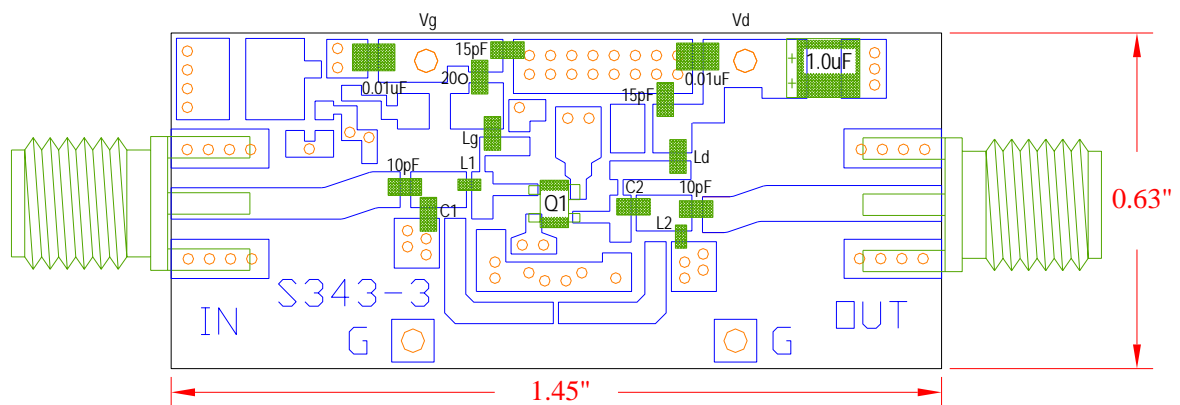 Vg Vd
15pF
1.0uF
20o
0.01uF 0.01uF
15pF
Lg
Ld
10pF L1
C2 10pF
Q1
C1
L2
0.63"
S343-3
IN
OUT
G G
1.45"